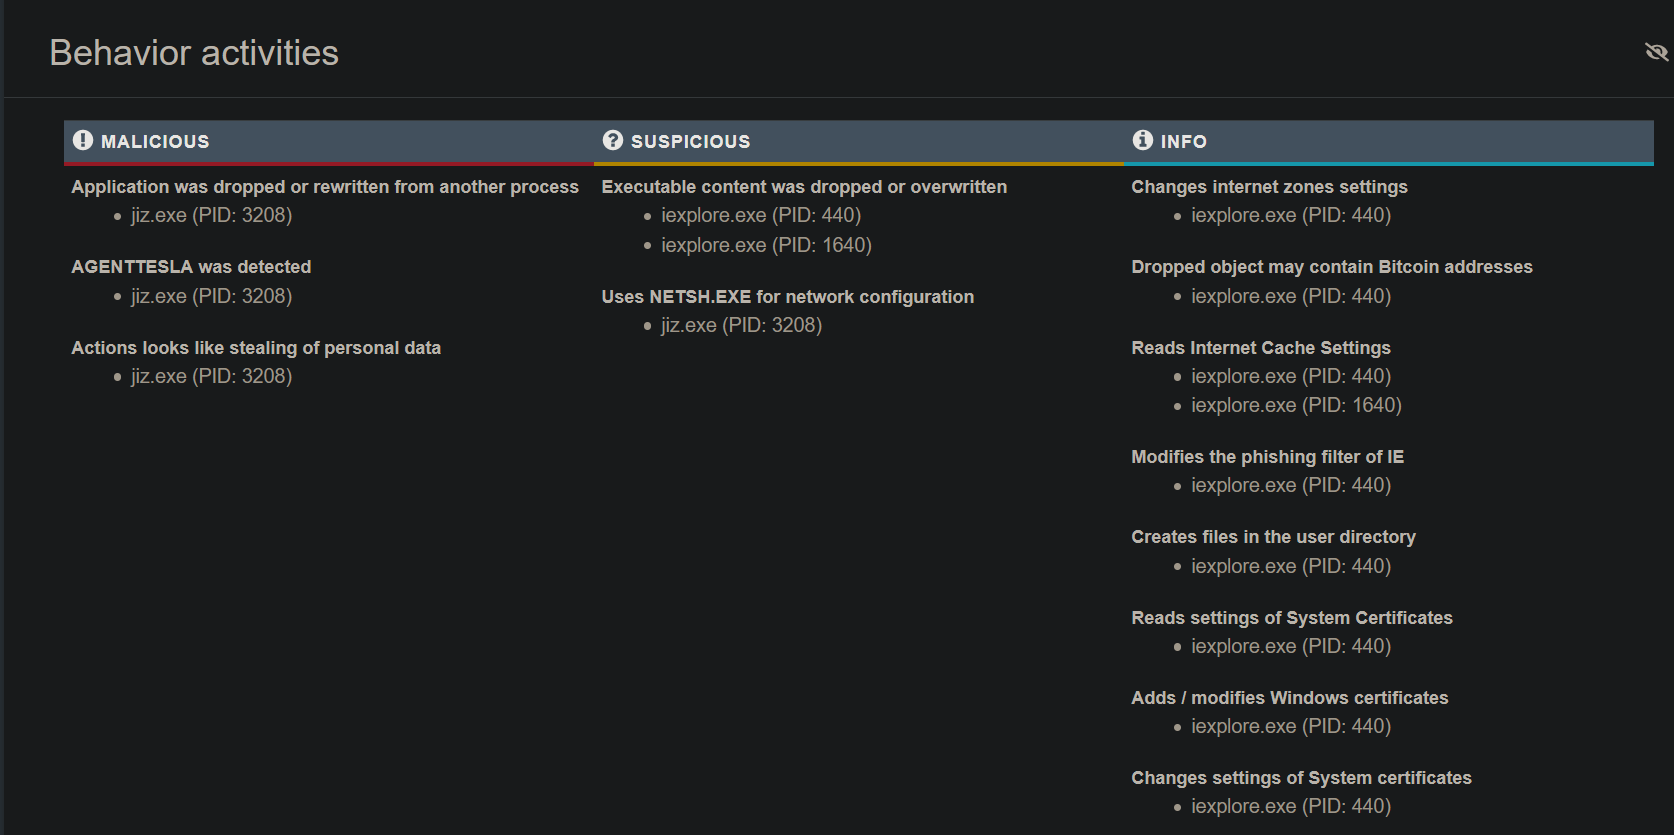 Behavior activities
MALICIOUS
Application was dropped or rewritten from another process
jiz.exe (PID: 3208)
AGENTTESLA was detected
jiz.exe (PID: 3208)
Actions looks like stealing of personal data
jiz.exe (PID: 3208)
SUSPICIOUS
Executable content was dropped or overwritten
iexplore.exe (PID: 440)
iexplore.exe (PID: 1640)
Uses NETSH.EXE for network configuration
jiz.exe (PID: 3208)
INFO
Changes internet zones settings
iexplore.exe (PID: 440)
Dropped object may contain Bitcoin addresses
iexplore.exe (PID: 440)
Reads Internet Cache Settings
iexplore.exe (PID: 440)
iexplore.exe (PID: 1640)
Modifies the phishing filter of IE
iexplore.exe (PID: 440)
Creates files in the user directory
iexplore.exe (PID: 440)
Reads settings of System Certificates
iexplore.exe (PID: 440)
Adds / modifies Windows certificates
iexplore.exe (PID: 440)
Changes settings of System certificates
iexplore.exe (PID: 440)